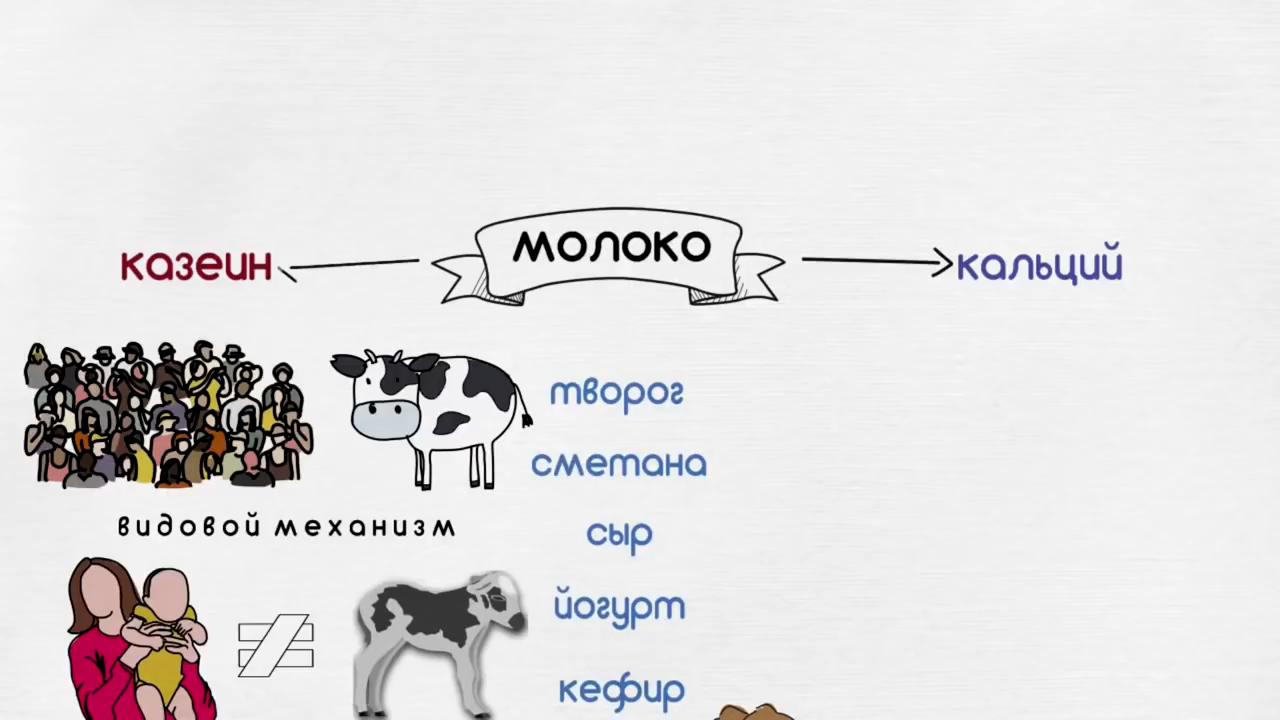 молоко
казеин
кальций
творог
сметана
сыр
видовой механизм
йогурт
кефир